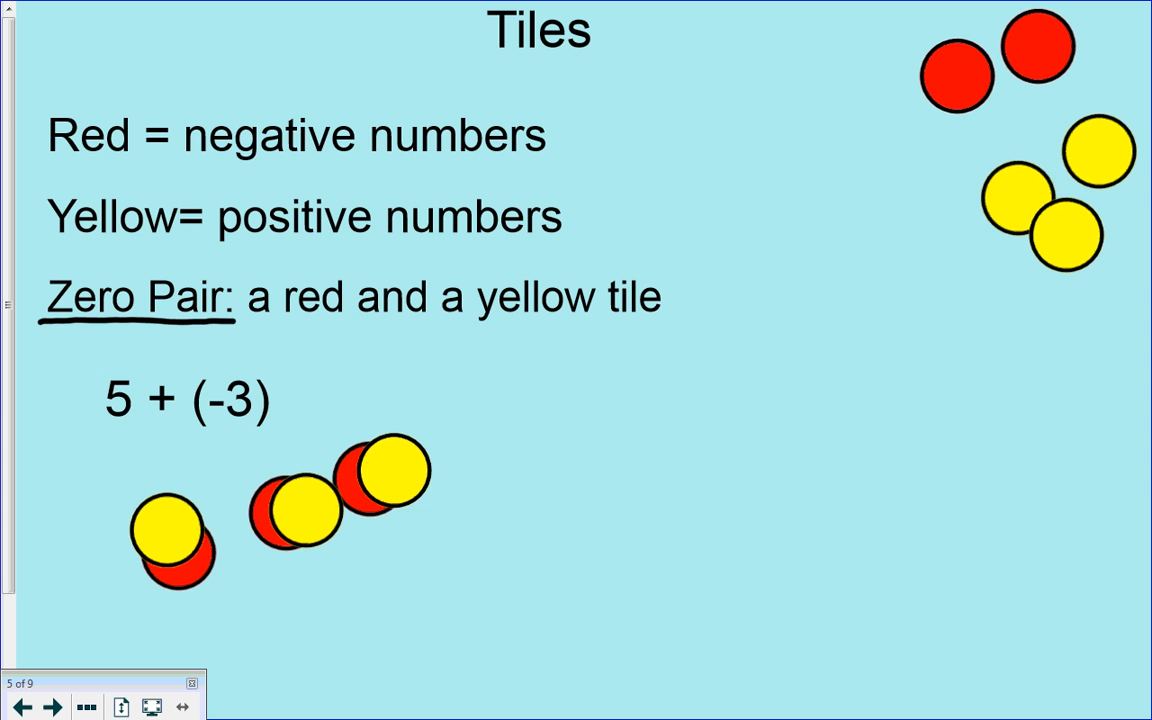 Tiles
Red = negative numbers
Yellow= positive numbers
Zero Pair: a red and a yellow tile
5 + (-3)
5 of 9